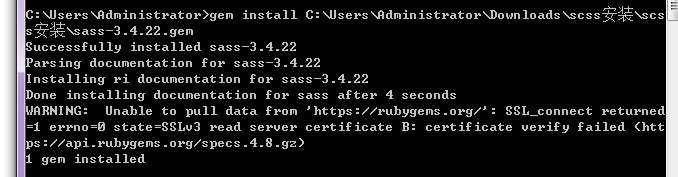 C:\Users\Administrator>gem install C:\Users\Administrator\Downloads\scss安装\scs
s安装\sass-3.4.22.gem
Successfully installed sass-3.4.22
Parsing documentation for sass-3.4.22
Installing ri documentation for sass-3.4.22
Done installing documentation for sass after 4 seconds
WARNING:  Unable to pull data from 'https://rubygems.org/': SSL_connect returned
=1 errno=0 state=SSLv3 read server certificate B: certificate verify failed (htt
ps://api.rubygems.org/specs.4.8.gz)
1 gem installed